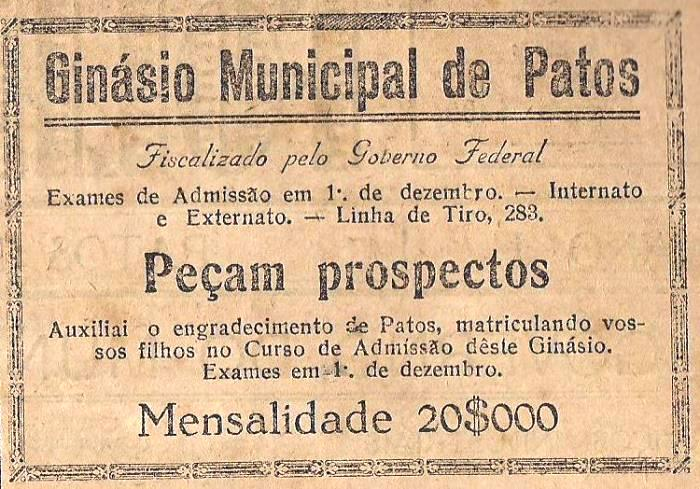 Ginásio Municipal de Patos
Fiscalizado pelo Governo Federal
Exames de Admissão em 1·. de dezembro. — Internato
e Externato. — Linha de Tiro, 283.
Peçam prospectos
Auxiliai o engradecimento de Patos, matriculando vos-
sos filhos no Curso de Admissão dêste Ginásio.
Exames em 1·. de dezembro.
Mensalidade 20$000